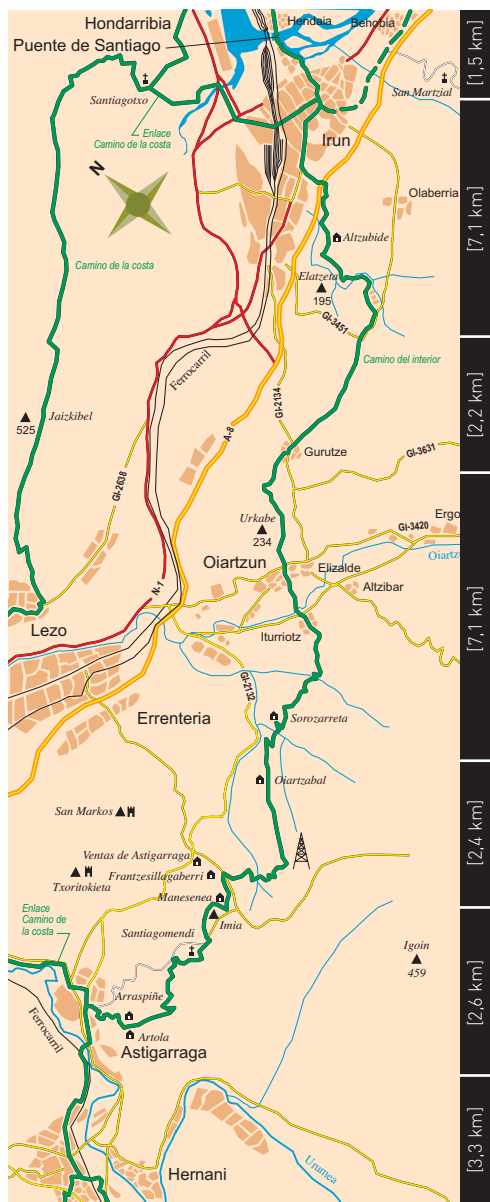 Hondarribia
Puente de Santiago
Hendaia
Behobia
[1,5 km]
Santiagotxo
San Martzial
Enlace
Camino de la costa
Irun
N
Olaberria
[7,1 km]
Altzubide
Camino de la costa
Elatzeta
195
GI-3451
Ferrocarril
Camino del interior
GI-2134
[2,2 km]
Jaizkibel
525
A-8
Gurutze
GI-3631
GI-2638
Urkabe
234
Ergo
GI-3420
Oiartzun
Oiartz
Elizalde
N-1
Altzibar
Lezo
Iturriotz
[7,1 km]
GI-2132
Errenteria
Sorozarreta
Oiartzabal
San Markos
[2,4 km]
Ventas de Astigarraga
Txoritokieta
Frantzesillagaberri
Manesenea
Enlace
Camino de
la costa
Imia
Santiagomendi
Igoin
459
[2,6 km]
Arraspiñe
Ferrocarril
Artola
Astigarraga
[3,3 km]
Hernani
Urumea